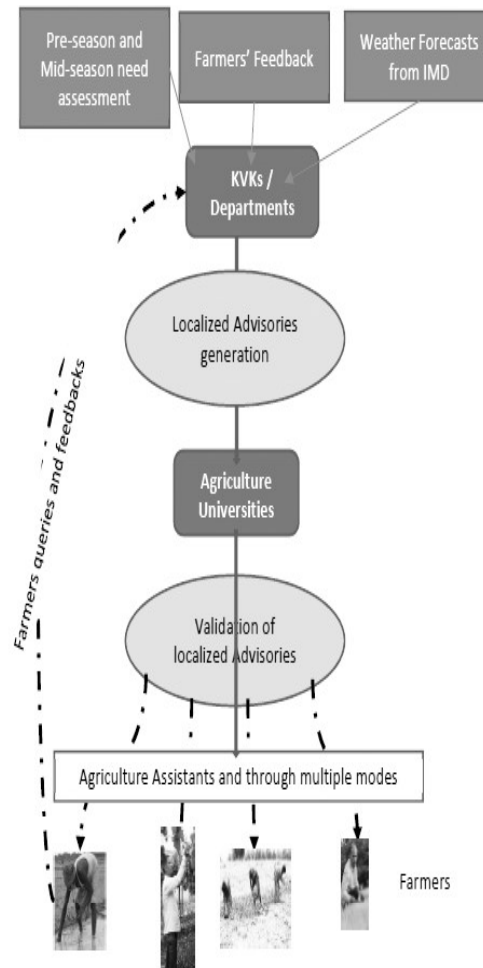 Pre-season and
Mid-season need
assessment
Farmers' Feedback
Weather Forecasts
from IMD
KVKs /
Departments
Localized Advisories
generation
Agriculture
Universities
Validation of
localized Advisories
Farmers queries and feedbacks
Agriculture Assistants and through multiple modes
Farmers